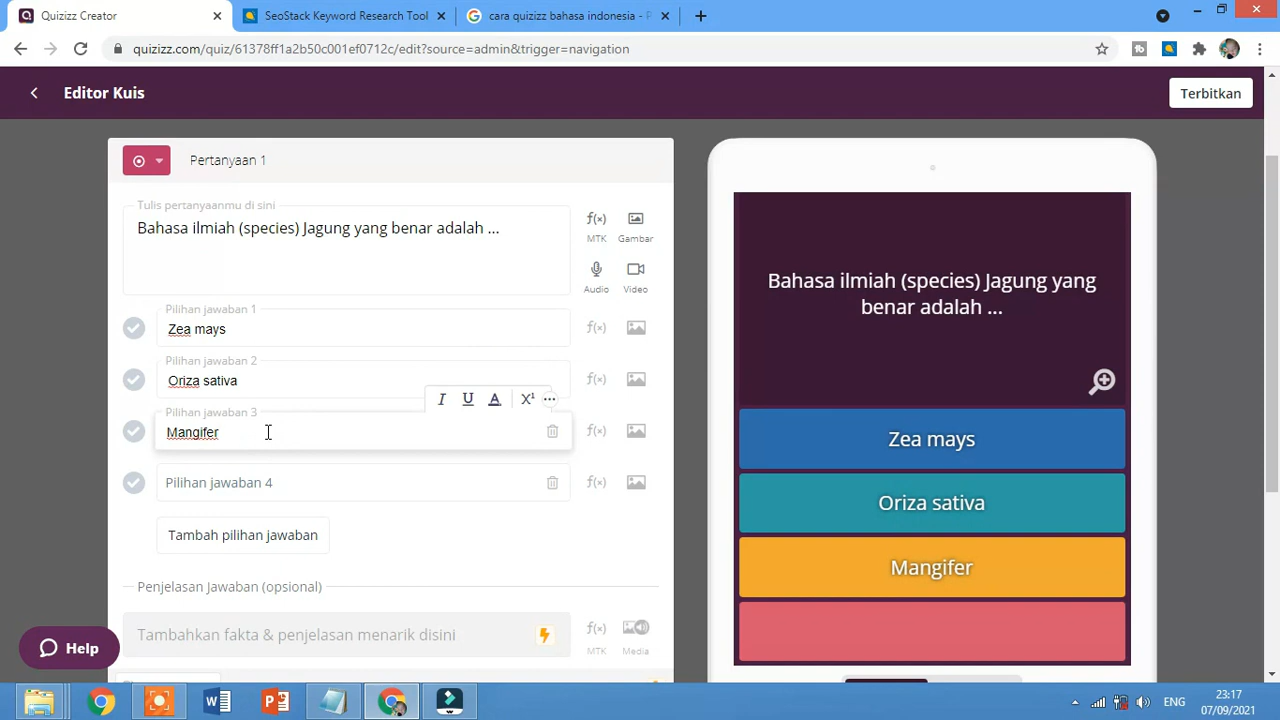 Quizizz Creator
SeoStack Keyword Research Tool
cara quizizz bahasa indonesia -
quizizz.com/quiz/61378ff1a2b50c001ef0712c/edit?source=admin&trigger=navigation
Editor Kuis
Terbitkan
Pertanyaan 1
Tulis pertanyaanmu di sini
Bahasa ilmiah (species) Jagung yang benar adalah ...
f(x)
MTK
Gambar
Audio
Video
Pilihan jawaban 1
Zea mays
f(x)
Pilihan jawaban 2
Oriza sativa
f(x)
I U A X¹ ...
Pilihan jawaban 3
Mangifer
f(x)
Pilihan jawaban 4
f(x)
Tambah pilihan jawaban
Penjelasan Jawaban (opsional)
Tambahkan fakta & penjelasan menarik disini
f(x)
MTK
Media
Help
Bahasa ilmiah (species) Jagung yang
benar adalah ...
Zea mays
Oriza sativa
Mangifer
ENG
23:17
07/09/2021